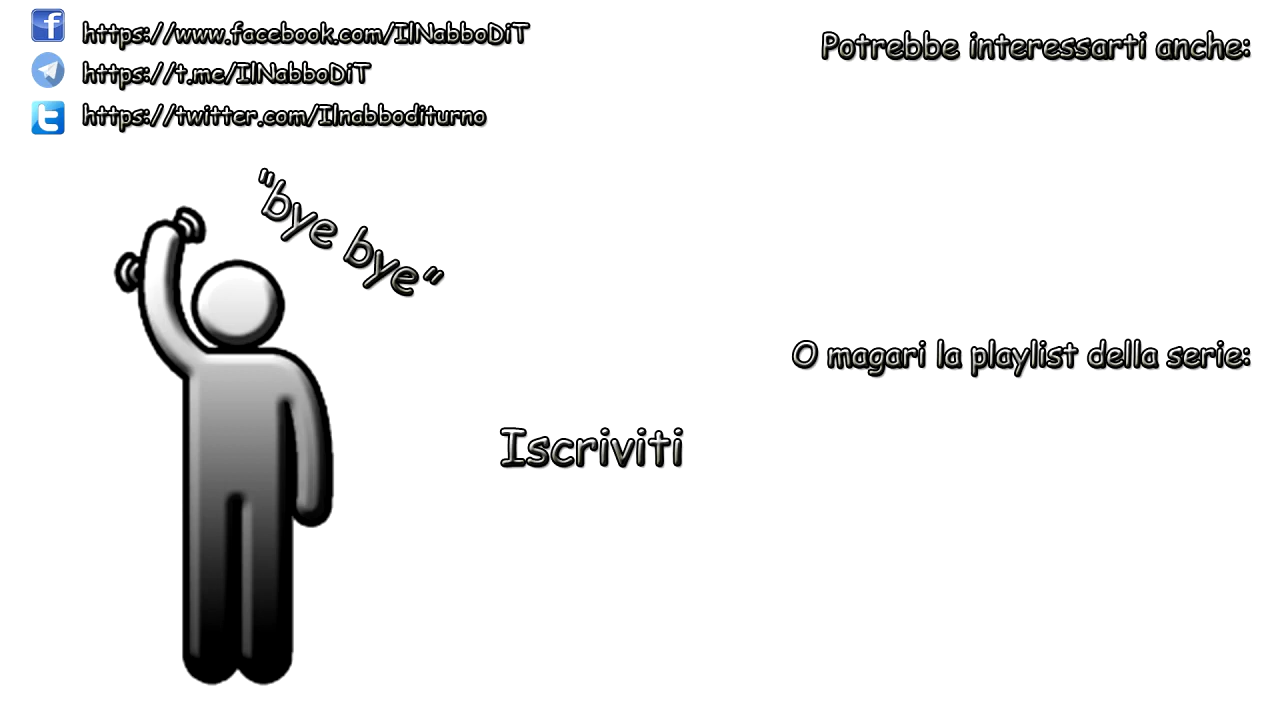 https://www.facebook.com/IlNabboDiT
https://t.me/IlNabboDiT
https://twitter.com/Ilnabboditurno
Potrebbe interessarti anche:
"bye bye"
O magari la playlist della serie:
Iscriviti